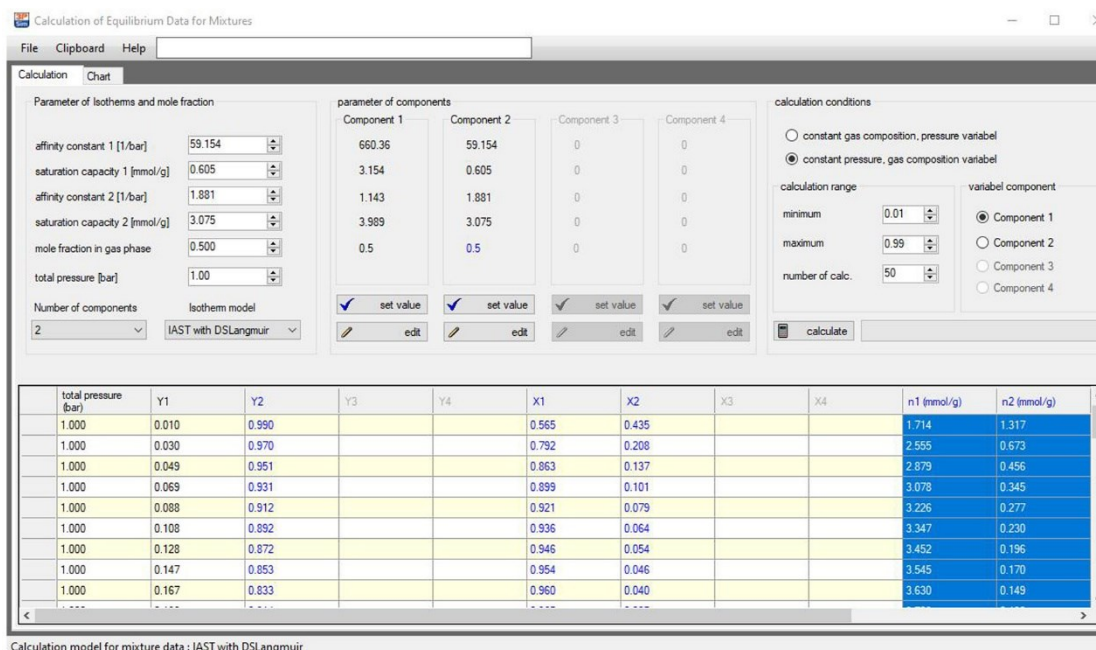 3P Sim Calculation of Equilibrium Data for Mixtures
File Clipboard Help
Calculation Chart
Parameter of Isotherms and mole fraction
affinity constant 1 [1/bar] 59.154
saturation capacity 1 [mmol/g] 0.605
affinity constant 2 [1/bar] 1.881
saturation capacity 2 [mmol/g] 3.075
mole fraction in gas phase 0.500
total pressure [bar] 1.00
Number of components Isotherm model
2 IAST with DSLangmuir
parameter of components
Component 1 Component 2 Component 3 Component 4
660.36 59.154 0 0
3.154 0.605 0 0
1.143 1.881 0 0
3.989 3.075 0 0
0.5 0.5 0 0
set value set value set value set value
edit edit edit edit
calculation conditions
constant gas composition, pressure variabel
constant pressure, gas composition variabel
calculation range
minimum 0.01
maximum 0.99
number of calc. 50
variabel component
Component 1
Component 2
Component 3
Component 4
calculate
total pressure (bar) Y1 Y2 Y3 Y4 X1 X2 X3 X4 n1 (mmol/g) n2 (mmol/g)
1.000 0.010 0.990 0.565 0.435 1.714 1.317
1.000 0.030 0.970 0.792 0.208 2.555 0.673
1.000 0.049 0.951 0.863 0.137 2.879 0.456
1.000 0.069 0.931 0.899 0.101 3.078 0.345
1.000 0.088 0.912 0.921 0.079 3.226 0.277
1.000 0.108 0.892 0.936 0.064 3.347 0.230
1.000 0.128 0.872 0.946 0.054 3.452 0.196
1.000 0.147 0.853 0.954 0.046 3.545 0.170
1.000 0.167 0.833 0.960 0.040 3.630 0.149
Calculation model for mixture data : IAST with DSLangmuir